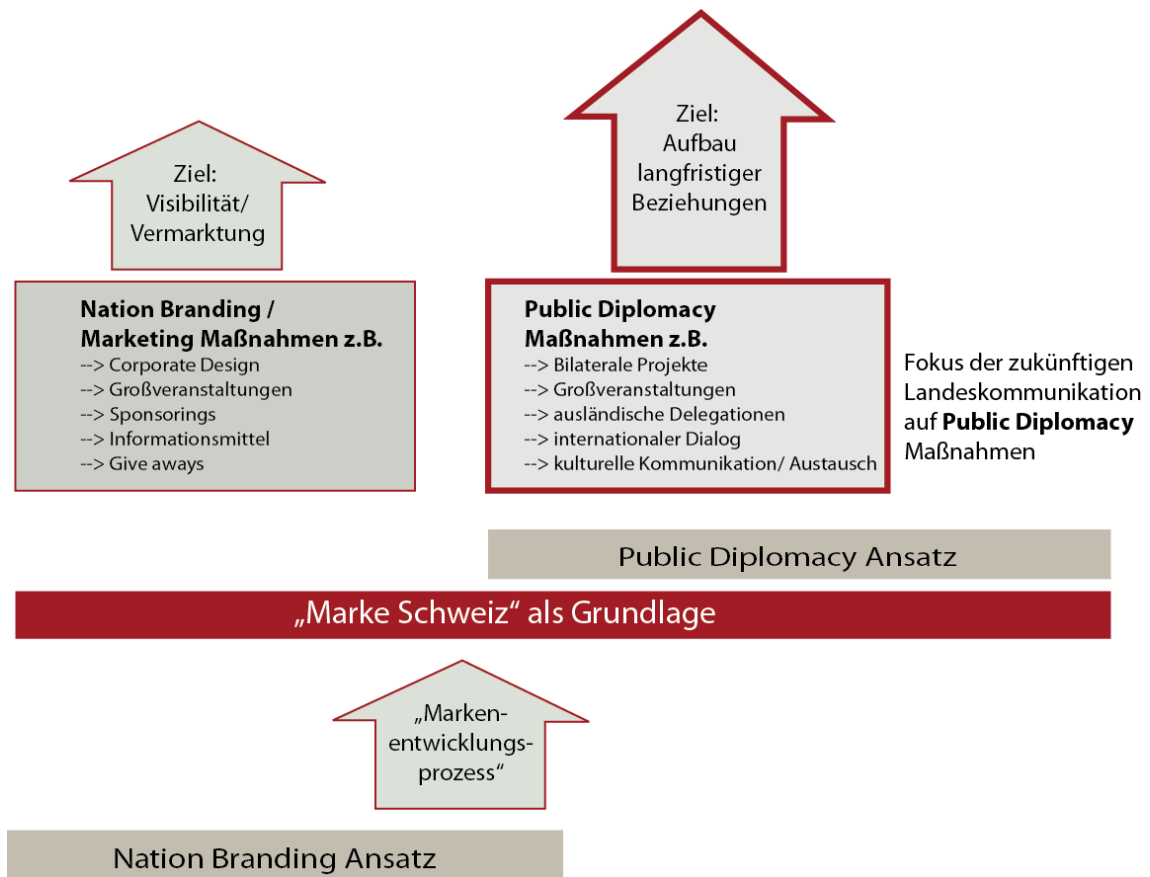 Ziel:
Visibilität/
Vermarktung
Ziel:
Aufbau
langfristiger
Beziehungen
Nation Branding /
Marketing Maßnahmen z.B.
--> Corporate Design
--> Großveranstaltungen
--> Sponsorings
--> Informationsmittel
--> Give aways
Public Diplomacy
Maßnahmen z.B.
--> Bilaterale Projekte
--> Großveranstaltungen
--> ausländische Delegationen
--> internationaler Dialog
--> kulturelle Kommunikation/ Austausch
Fokus der zukünftigen
Landeskommunikation
auf Public Diplomacy
Maßnahmen
Public Diplomacy Ansatz
„Marke Schweiz“ als Grundlage
„Marken-
entwicklungs-
prozess“
Nation Branding Ansatz